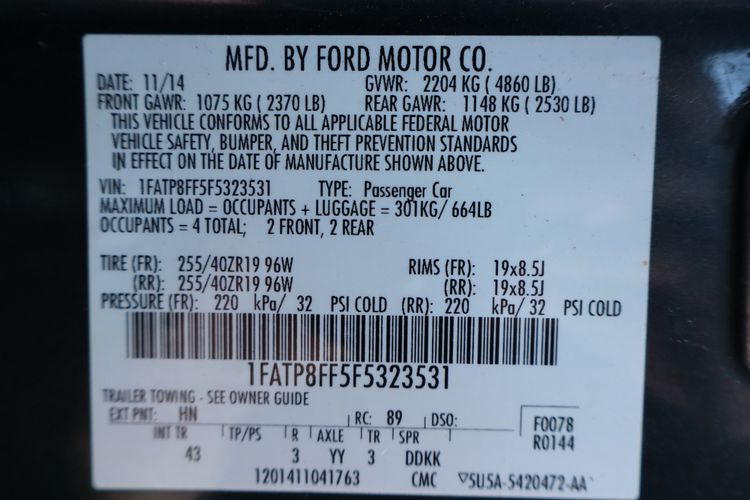 MFD. BY FORD MOTOR CO.
DATE: 11/14 GVWR: 2204 KG ( 4860 LB)
FRONT GAWR: 1075 KG ( 2370 LB) REAR GAWR: 1148 KG ( 2530 LB)
THIS VEHICLE CONFORMS TO ALL APPLICABLE FEDERAL MOTOR
VEHICLE SAFETY, BUMPER, AND THEFT PREVENTION STANDARDS
IN EFFECT ON THE DATE OF MANUFACTURE SHOWN ABOVE.
VIN: 1FATP8FF5F5323531 TYPE: Passenger Car
MAXIMUM LOAD = OCCUPANTS + LUGGAGE = 301KG/ 664LB
OCCUPANTS = 4 TOTAL; 2 FRONT, 2 REAR
TIRE (FR): 255/40ZR19 96W RIMS (FR): 19x8.5J
(RR): 255/40ZR19 96W (RR): 19x8.5J
PRESSURE (FR): 220 kPa/ 32 PSI COLD (RR): 220 kPa/ 32 PSI COLD
1FATP8FF5F5323531
TRAILER TOWING - SEE OWNER GUIDE
EXT PNT: HN RC: 89 DSO: F0078
R0144
INT TR TP/PS R AXLE TR SPR
43 3 YY 3 DDKK
1201411041763 CMC 5U5A-5420472-AA